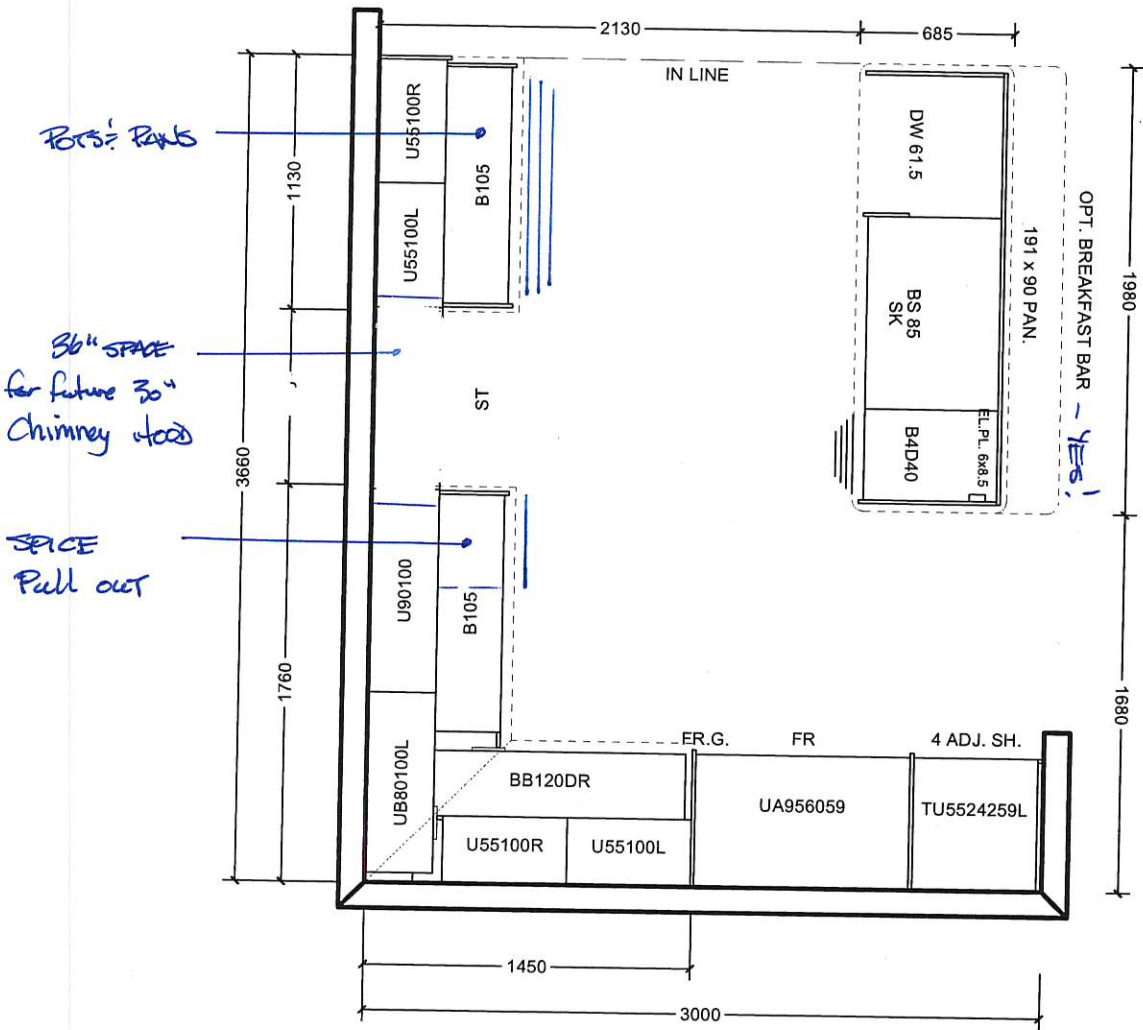 2130
685
IN LINE
POTS & PANS
1130
U55100R
U55100L
B105
DW 61.5
BS 85
SK
B4D40
EL.PL. 6x8.5
191 x 90 PAN.
OPT. BREAKFAST BAR - YES!
1980
36" SPACE
for future 30"
Chimney Hood
ST
3660
SPICE
Pull out
1760
U90100
B105
UB80100L
1680
FR.G.
FR
4 ADJ. SH.
BB120DR
UA956059
TU5524259L
U55100R
U55100L
1450
3000